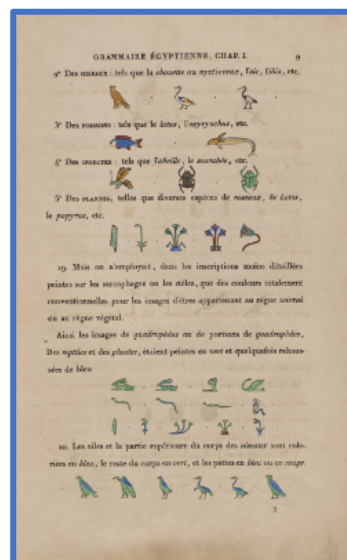 GRAMMAIRE ÉGYPTIENNE, CHAP. I. 9
2° Des oiseaux : tels que la chouette ou nycticorax, l'oie, l'ibis, etc.
3° Des poissons : tels que le latus, l'oxyrynchus, etc.
4° Des insectes : tels que l'abeille, le scarabée, etc.
5° Des plantes, telles que diverses espèces de roseaux, de lotus,
le papyrus, etc.
19. Mais on n'employait, dans les inscriptions moins détaillées
peintes sur les sarcophages ou les stèles, que des couleurs totalement
conventionnelles pour les images d'êtres appartenant au règne animal
ou au règne végétal.
Ainsi les images de quadrupèdes ou de portions de quadrupèdes,
Des reptiles et des plantes, étaient peintes en vert et quelquefois rehaus-
sées de bleu
20. Les ailes et la partie supérieure du corps des oiseaux sont colo-
riées en bleu, le reste du corps en vert, et les pattes en bleu ou en rouge.